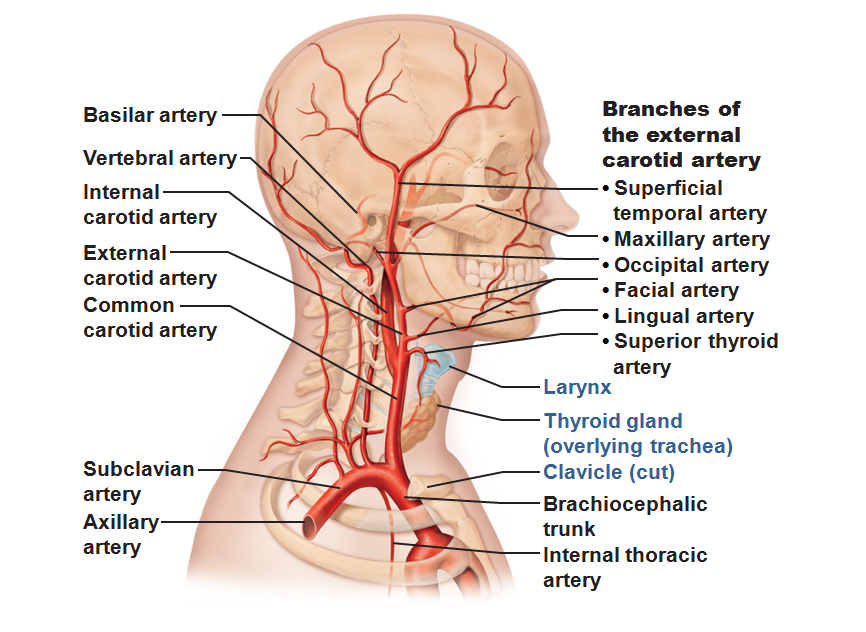 Basilar artery
Vertebral artery
Internal
carotid artery
External
carotid artery
Common
carotid artery
Subclavian
artery
Axillary
artery
Branches of
the external
carotid artery
• Superficial
temporal artery
• Maxillary artery
• Occipital artery
• Facial artery
• Lingual artery
• Superior thyroid
artery
Larynx
Thyroid gland
(overlying trachea)
Clavicle (cut)
Brachiocephalic
trunk
Internal thoracic
artery